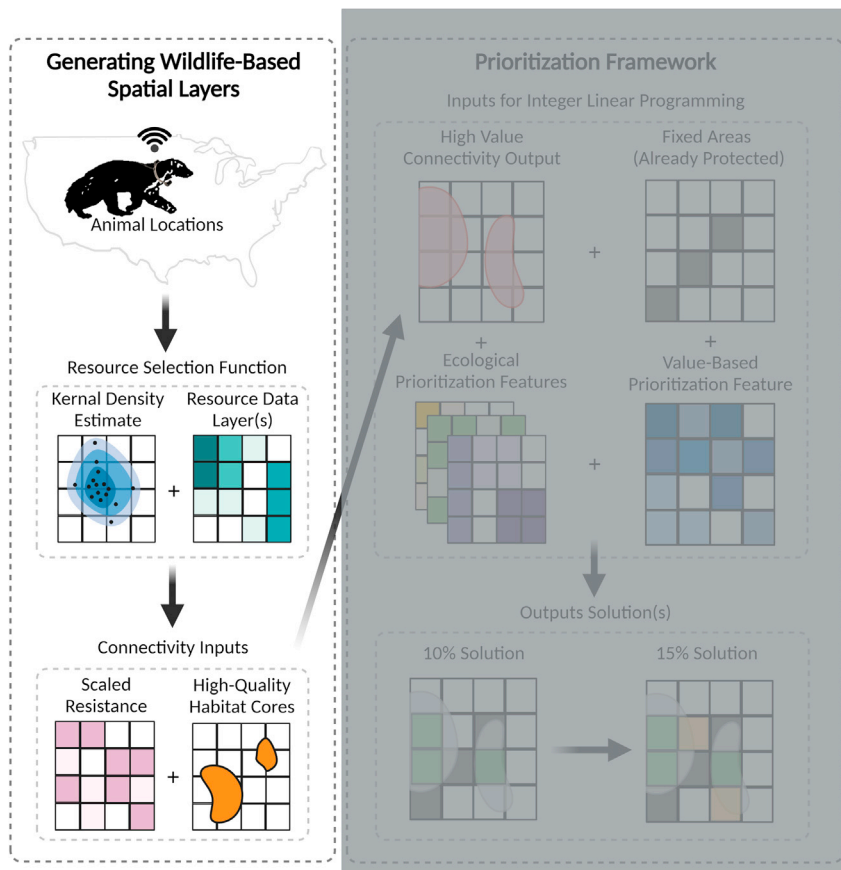 Generating Wildlife-Based
Spatial Layers
Animal Locations
Resource Selection Function
Kernal Density
Estimate
+
Resource Data
Layer(s)
Connectivity Inputs
Scaled
Resistance
+
High-Quality
Habitat Cores
Prioritization Framework
Inputs for Integer Linear Programming
High Value
Connectivity Output
+
Fixed Areas
(Already Protected)
+
+
Ecological
Prioritization Features
+
Value-Based
Prioritization Feature
Outputs Solution(s)
10% Solution
15% Solution